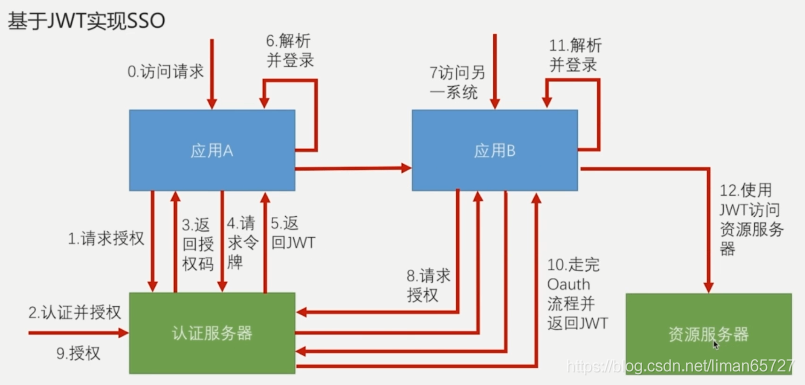 基于JWT实现SSO
0.访问请求
6.解析
并登录
7访问另
一系统
11.解析
并登录
应用A
应用B
1.请求授权
3.返
回授
权码
4.请
求令
牌
5.返
回JWT
8.请求
授权
10.走完
Oauth
流程并
返回JWT
12.使用
JWT访问
资源服务
器
2.认证并授权
9.授权
认证服务器
资源服务器
https://blog.csdn.net/liman65727